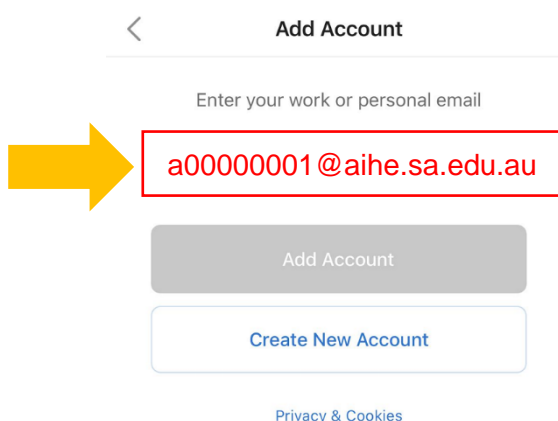 Add Account
Enter your work or personal email
a00000001@aihe.sa.edu.au
Add Account
Create New Account
Privacy & Cookies